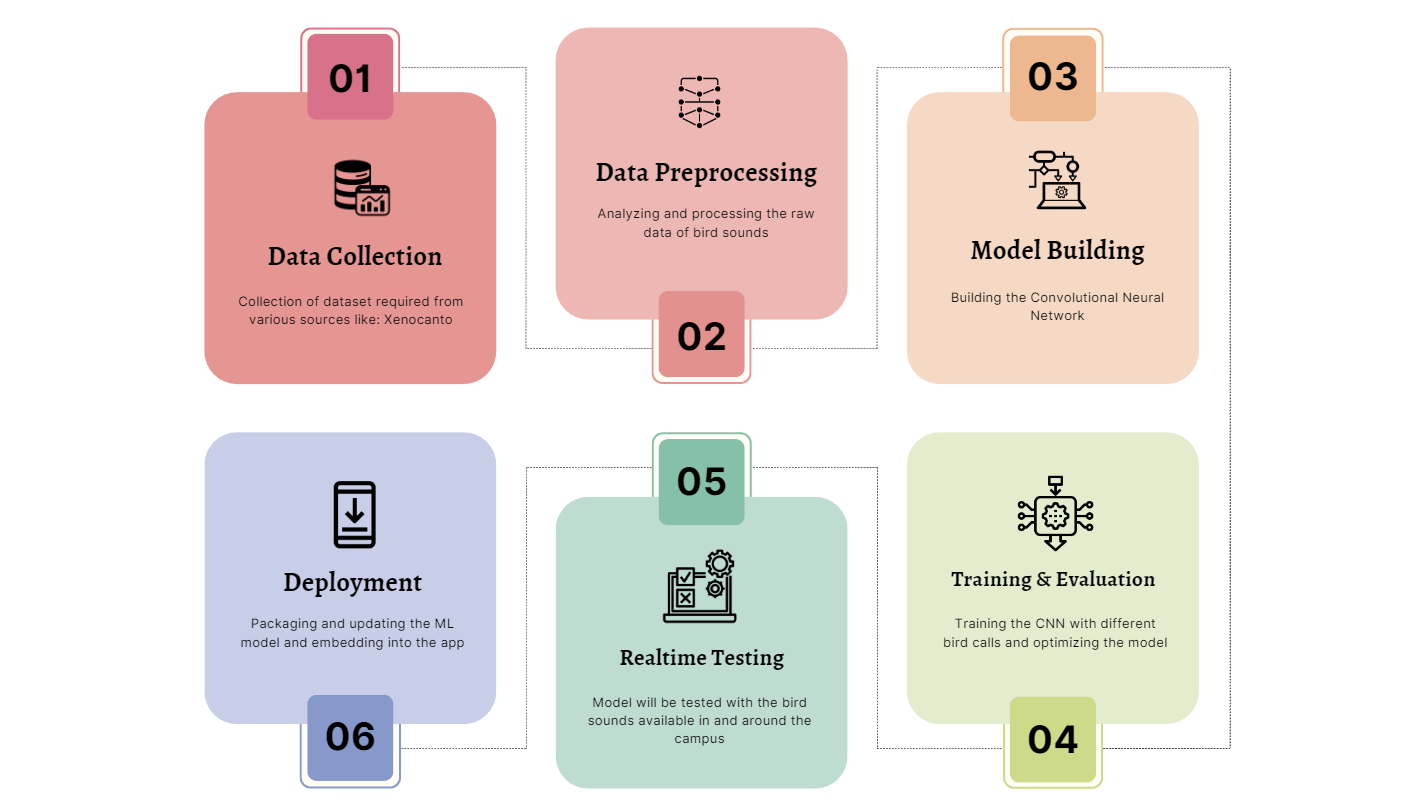 01
Data Collection
Collection of dataset required from
various sources like: Xenocanto
Data Preprocessing
Analyzing and processing the raw
data of bird sounds
02
03
Model Building
Building the Convolutional Neural
Network
Training & Evaluation
Training the CNN with different
bird calls and optimizing the model
04
05
Realtime Testing
Model will be tested with the bird
sounds available in and around the
campus
Deployment
Packaging and updating the ML
model and embedding into the app
06